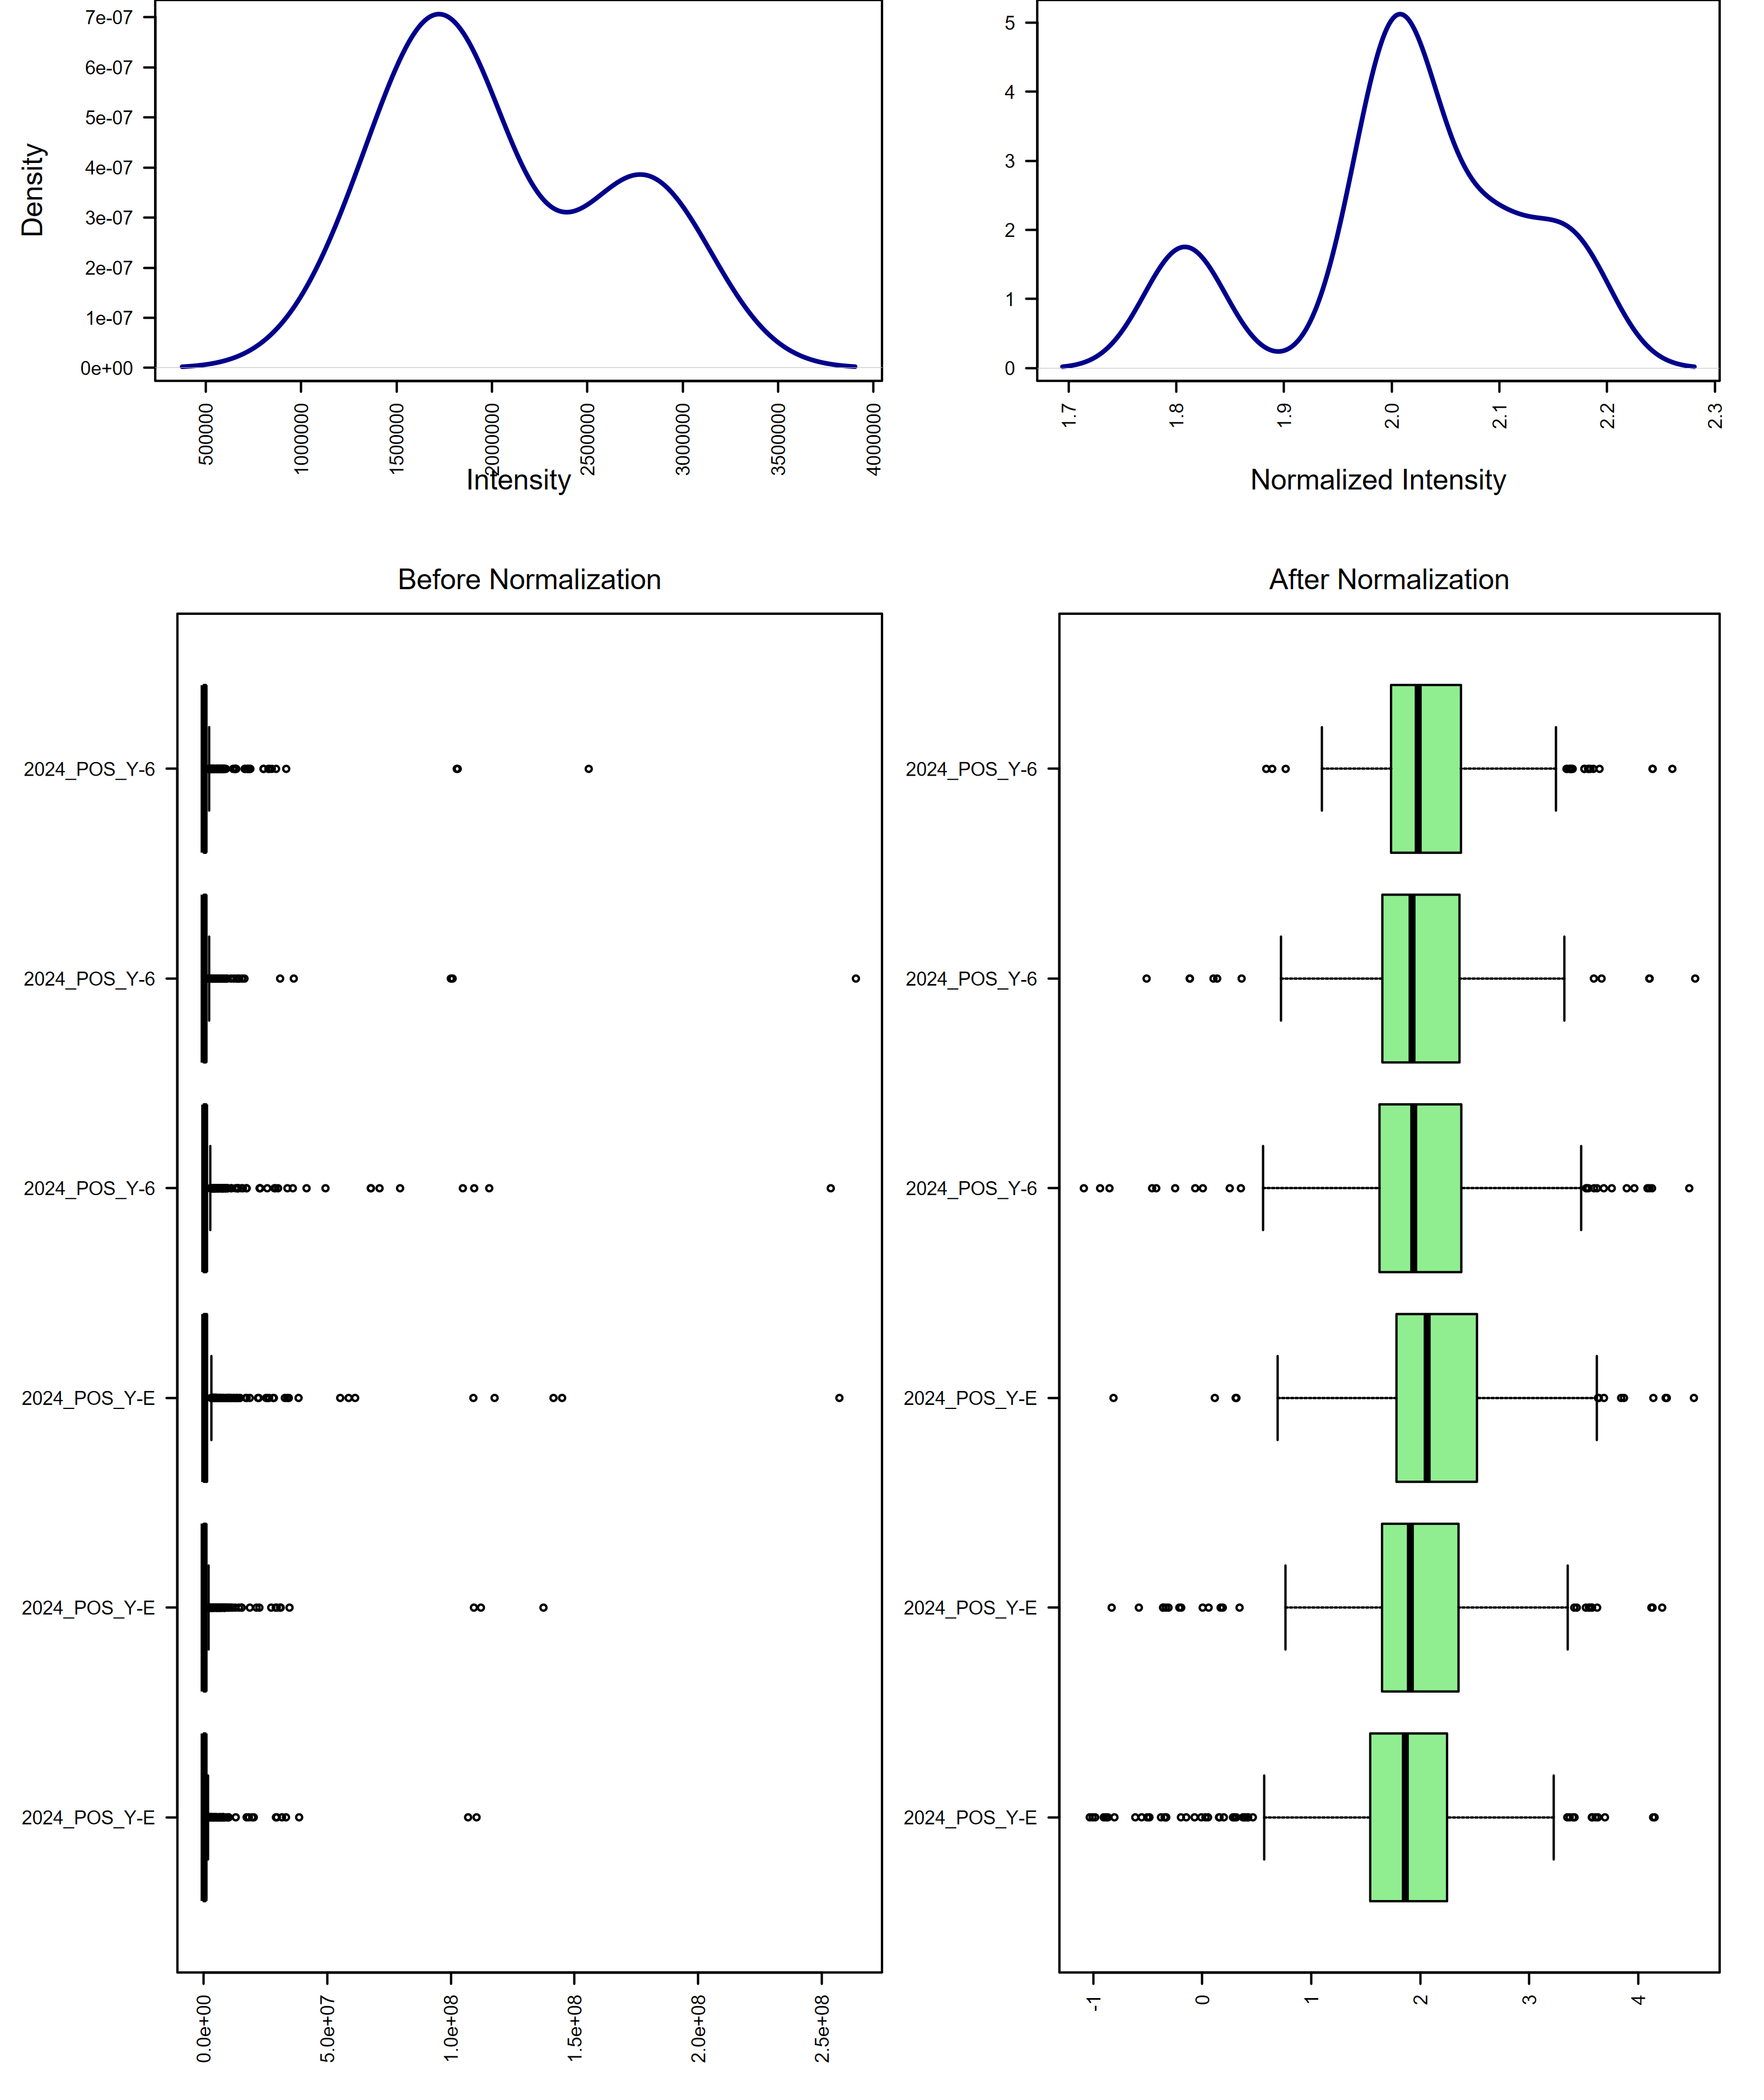 Density
7e-07
6e-07
5e-07
4e-07
3e-07
2e-07
1e-07
0e+00
500000
1000000
1500000
2000000
2500000
3000000
3500000
4000000
Intensity
5
4
3
2
1
0
1.7
1.8
1.9
2.0
2.1
2.2
2.3
Normalized Intensity
Before Normalization
2024_POS_Y-6
2024_POS_Y-6
2024_POS_Y-6
2024_POS_Y-E
2024_POS_Y-E
2024_POS_Y-E
0.0e+00
5.0e+07
1.0e+08
1.5e+08
2.0e+08
2.5e+08
After Normalization
2024_POS_Y-6
2024_POS_Y-6
2024_POS_Y-6
2024_POS_Y-E
2024_POS_Y-E
2024_POS_Y-E
-1
0
1
2
3
4